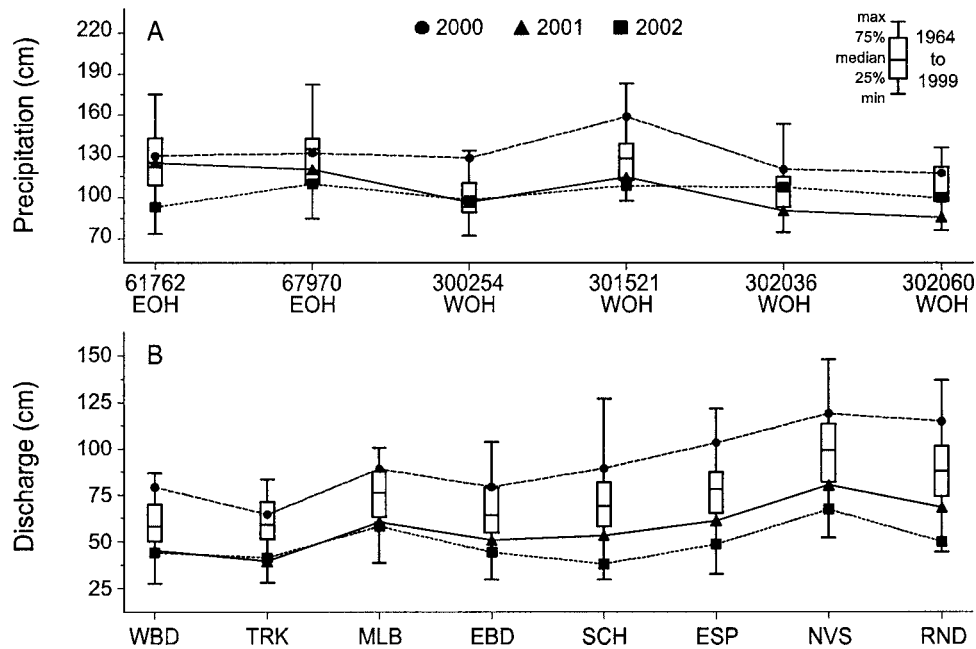 A
2000 2001 2002
max
75%
median
25%
min
1964
to
1999
Precipitation (cm)
220
190
160
130
100
70
61762 67970 300254 301521 302036 302060
EOH EOH WOH WOH WOH WOH
B
Discharge (cm)
150
125
100
75
50
25
WBD TRK MLB EBD SCH ESP NVS RND